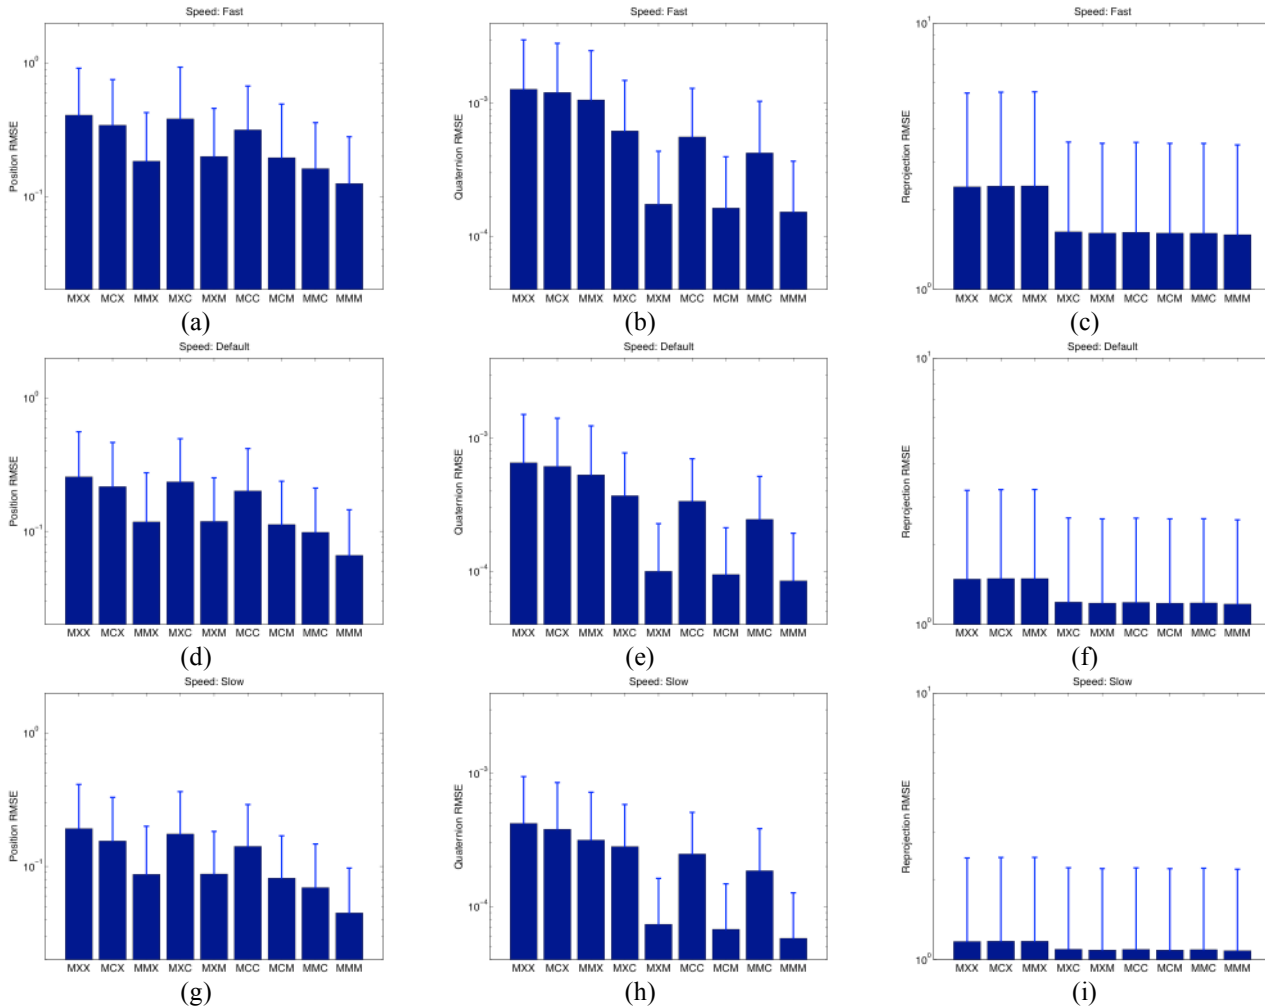 Speed: Fast
Position RMSE
10^0
10^-1
MXX MCX MMX MXC MXM MCC MCM MMC MMM
(a)
Speed: Fast
Quaternion RMSE
10^-3
10^-4
MXX MCX MMX MXC MXM MCC MCM MMC MMM
(b)
Speed: Fast
Reprojection RMSE
10^1
10^0
MXX MCX MMX MXC MXM MCC MCM MMC MMM
(c)
Speed: Default
Position RMSE
10^0
10^-1
MXX MCX MMX MXC MXM MCC MCM MMC MMM
(d)
Speed: Default
Quaternion RMSE
10^-3
10^-4
MXX MCX MMX MXC MXM MCC MCM MMC MMM
(e)
Speed: Default
Reprojection RMSE
10^1
10^0
MXX MCX MMX MXC MXM MCC MCM MMC MMM
(f)
Speed: Slow
Position RMSE
10^0
10^-1
MXX MCX MMX MXC MXM MCC MCM MMC MMM
(g)
Speed: Slow
Quaternion RMSE
10^-3
10^-4
MXX MCX MMX MXC MXM MCC MCM MMC MMM
(h)
Speed: Slow
Reprojection RMSE
10^1
10^0
MXX MCX MMX MXC MXM MCC MCM MMC MMM
(i)